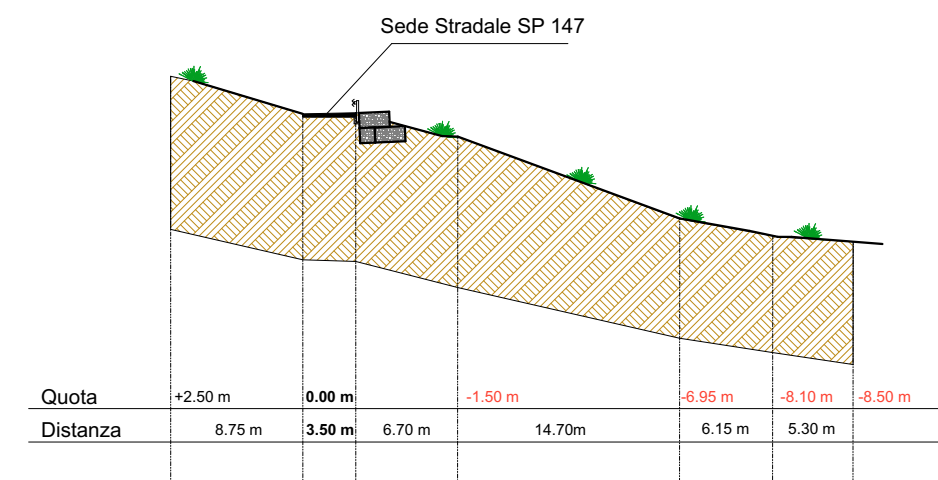 Sede Stradale SP 147
Quota +2.50 m 0.00 m -1.50 m -6.95 m -8.10 m -8.50 m
Distanza 8.75 m 3.50 m 6.70 m 14.70m 6.15 m 5.30 m